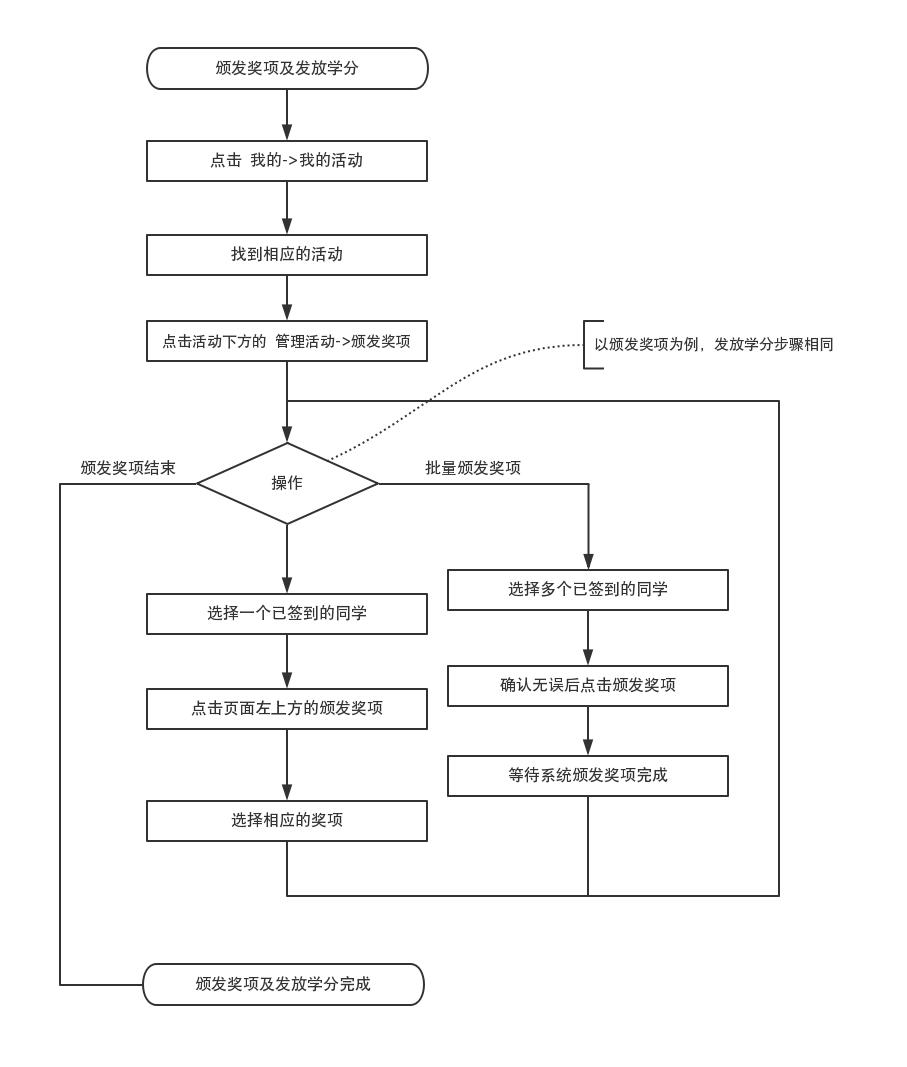 颁发奖项及发放学分
点击 我的->我的活动
找到相应的活动
点击活动下方的 管理活动->颁发奖项
以颁发奖项为例，发放学分步骤相同
颁发奖项结束
操作
批量颁发奖项
选择多个已签到的同学
选择一个已签到的同学
确认无误后点击颁发奖项
点击页面左上方的颁发奖项
等待系统颁发奖项完成
选择相应的奖项
颁发奖项及发放学分完成